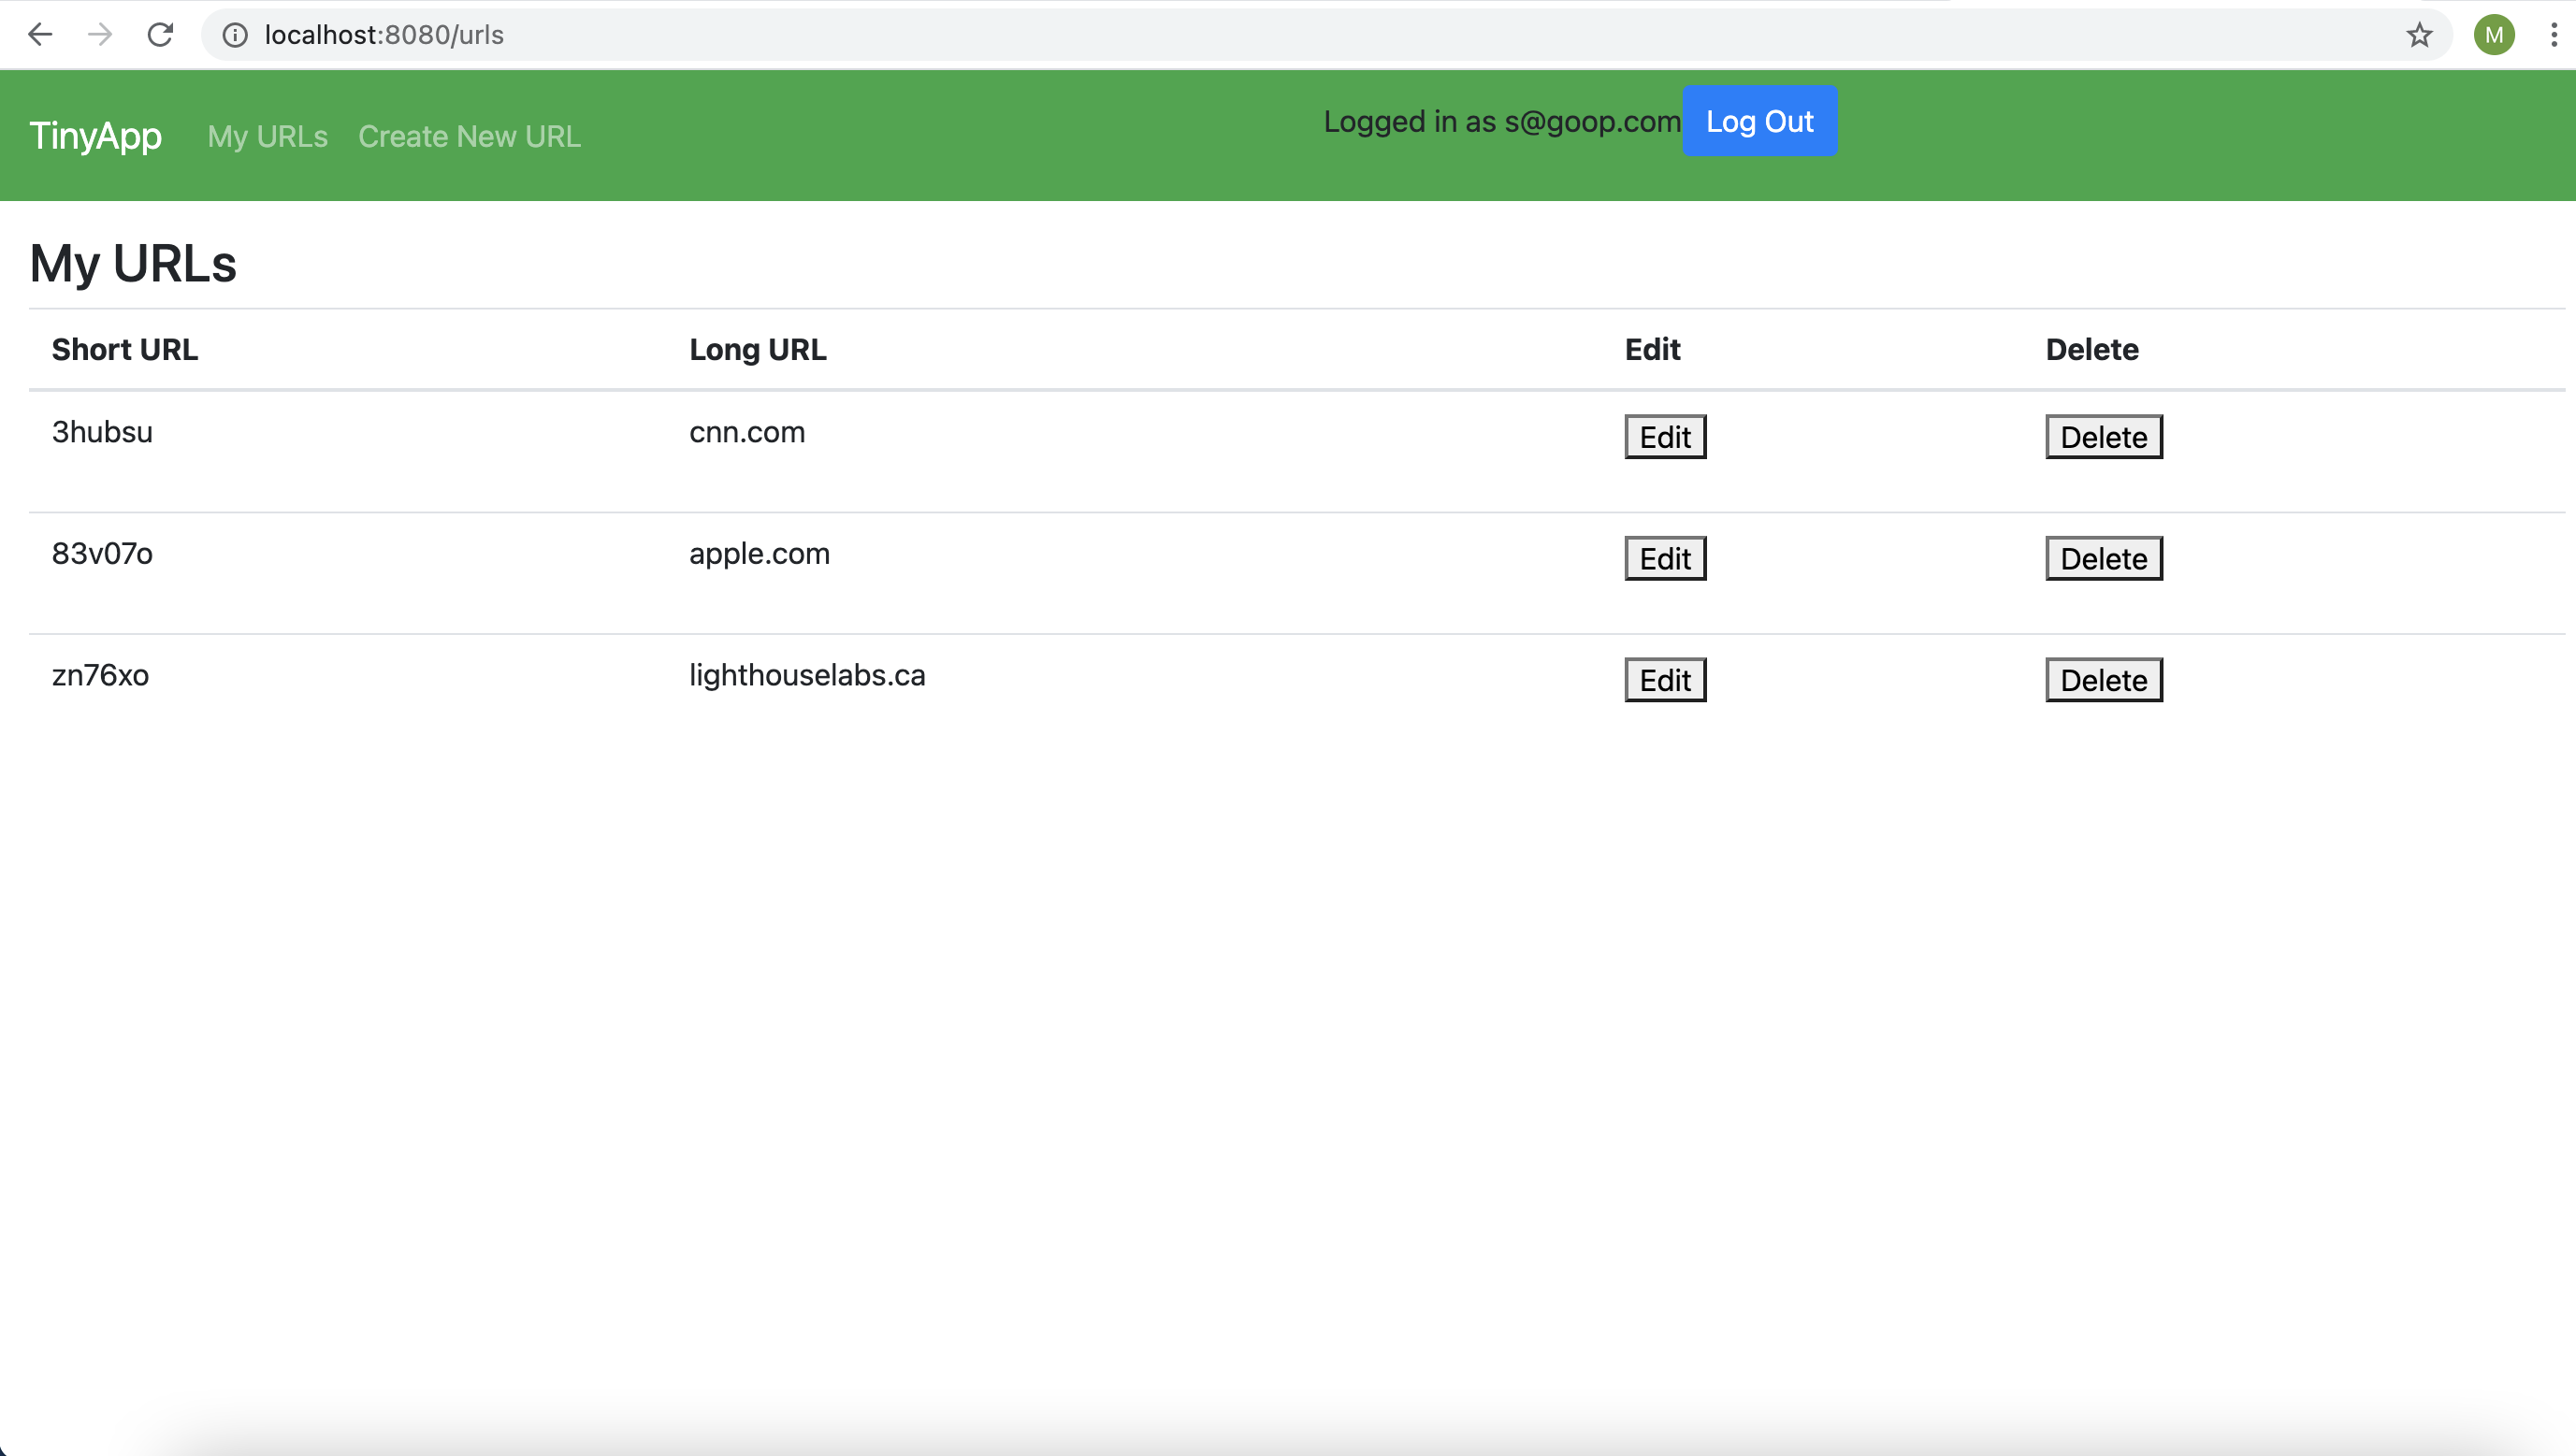 localhost:8080/urls
M
TinyApp My URLs Create New URL Logged in as s@goop.com Log Out
My URLs
Short URL Long URL Edit Delete
3hubsu cnn.com Edit Delete
83v07o apple.com Edit Delete
zn76xo lighthouselabs.ca Edit Delete